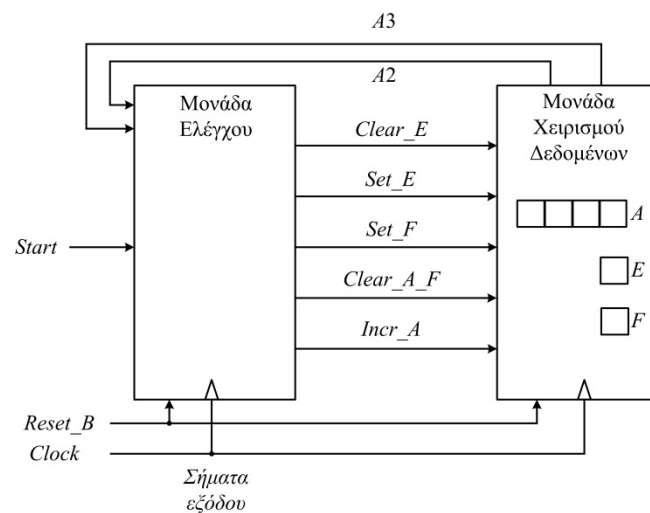 A3
A2
Μονάδα
Ελέγχου
Μονάδα
Χειρισμού
Δεδομένων
Clear_E
Set_E
A
Start
Set_F
E
Clear_A_F
F
Incr_A
Reset_B
Clock
Σήματα
εξόδου